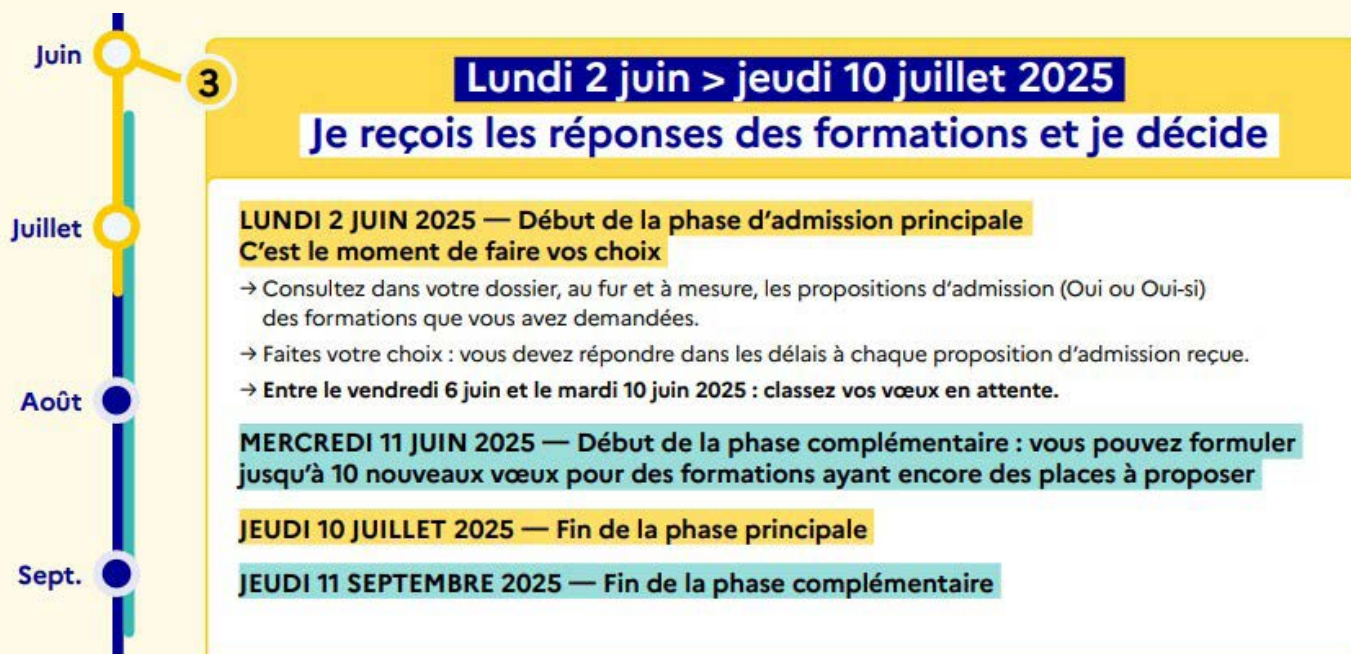 Juin
3
Lundi 2 juin > jeudi 10 juillet 2025
Je reçois les réponses des formations et je décide
Juillet
LUNDI 2 JUIN 2025 — Début de la phase d’admission principale
C’est le moment de faire vos choix
→ Consultez dans votre dossier, au fur et à mesure, les propositions d’admission (Oui ou Oui-si)
des formations que vous avez demandées.
→ Faites votre choix : vous devez répondre dans les délais à chaque proposition d’admission reçue.
→ Entre le vendredi 6 juin et le mardi 10 juin 2025 : classez vos vœux en attente.
Août
MERCREDI 11 JUIN 2025 — Début de la phase complémentaire : vous pouvez formuler
jusqu’à 10 nouveaux vœux pour des formations ayant encore des places à proposer
JEUDI 10 JUILLET 2025 — Fin de la phase principale
Sept.
JEUDI 11 SEPTEMBRE 2025 — Fin de la phase complémentaire